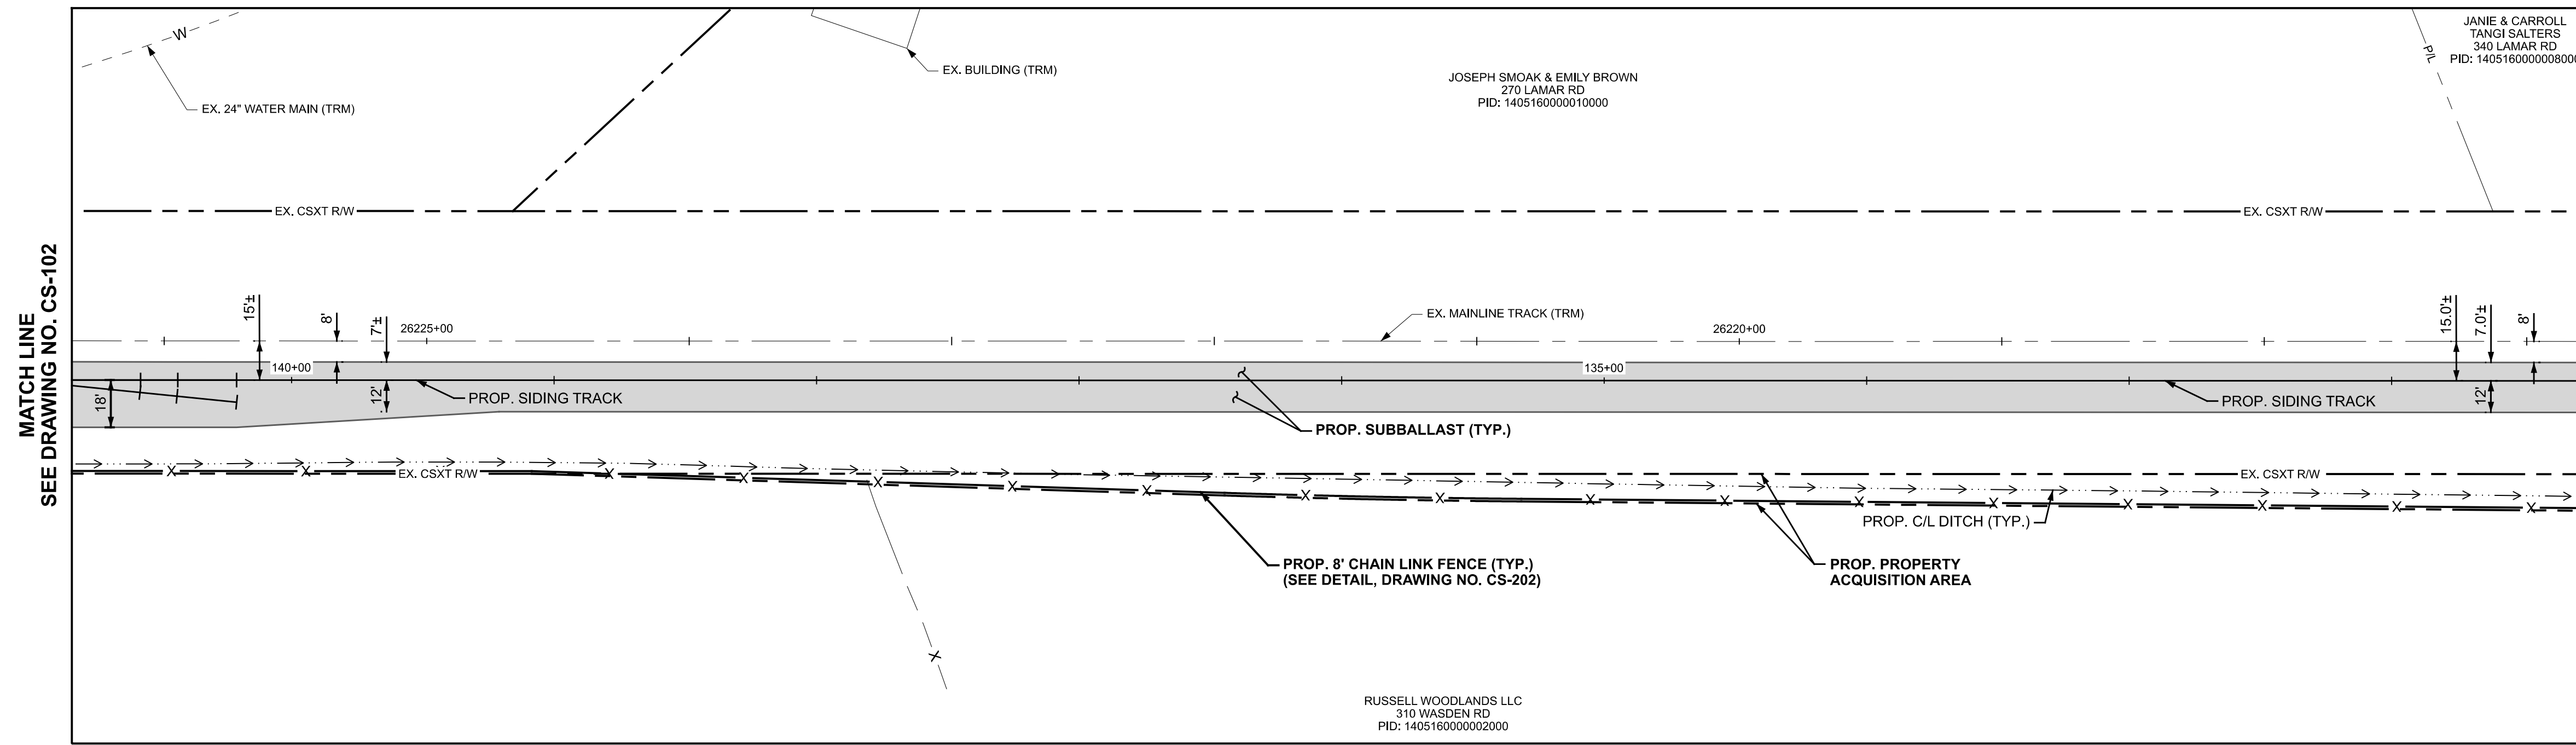 MATCH LINE
SEE DRAWING NO. CS-102
W
EX. 24" WATER MAIN (TRM)
EX. BUILDING (TRM)
JOSEPH SMOAK & EMILY BROWN
270 LAMAR RD
PID: 1405160000010000
P/L
JANIE & CARROLL
TANGI SALTERS
340 LAMAR RD
PID: 140516000000800
EX. CSXT R/W
EX. CSXT R/W
15'±
8'
7'±
26225+00
EX. MAINLINE TRACK (TRM)
26220+00
15.0'±
7.0'±
8'
140+00
135+00
18'
12'
PROP. SIDING TRACK
PROP. SUBBALLAST (TYP.)
PROP. SIDING TRACK
12'
EX. CSXT R/W
EX. CSXT R/W
X X X X X X X X X X X X X X X X X X
PROP. C/L DITCH (TYP.)
PROP. 8' CHAIN LINK FENCE (TYP.)
(SEE DETAIL, DRAWING NO. CS-202)
PROP. PROPERTY
ACQUISITION AREA
X
RUSSELL WOODLANDS LLC
310 WASDEN RD
PID: 1405160000002000